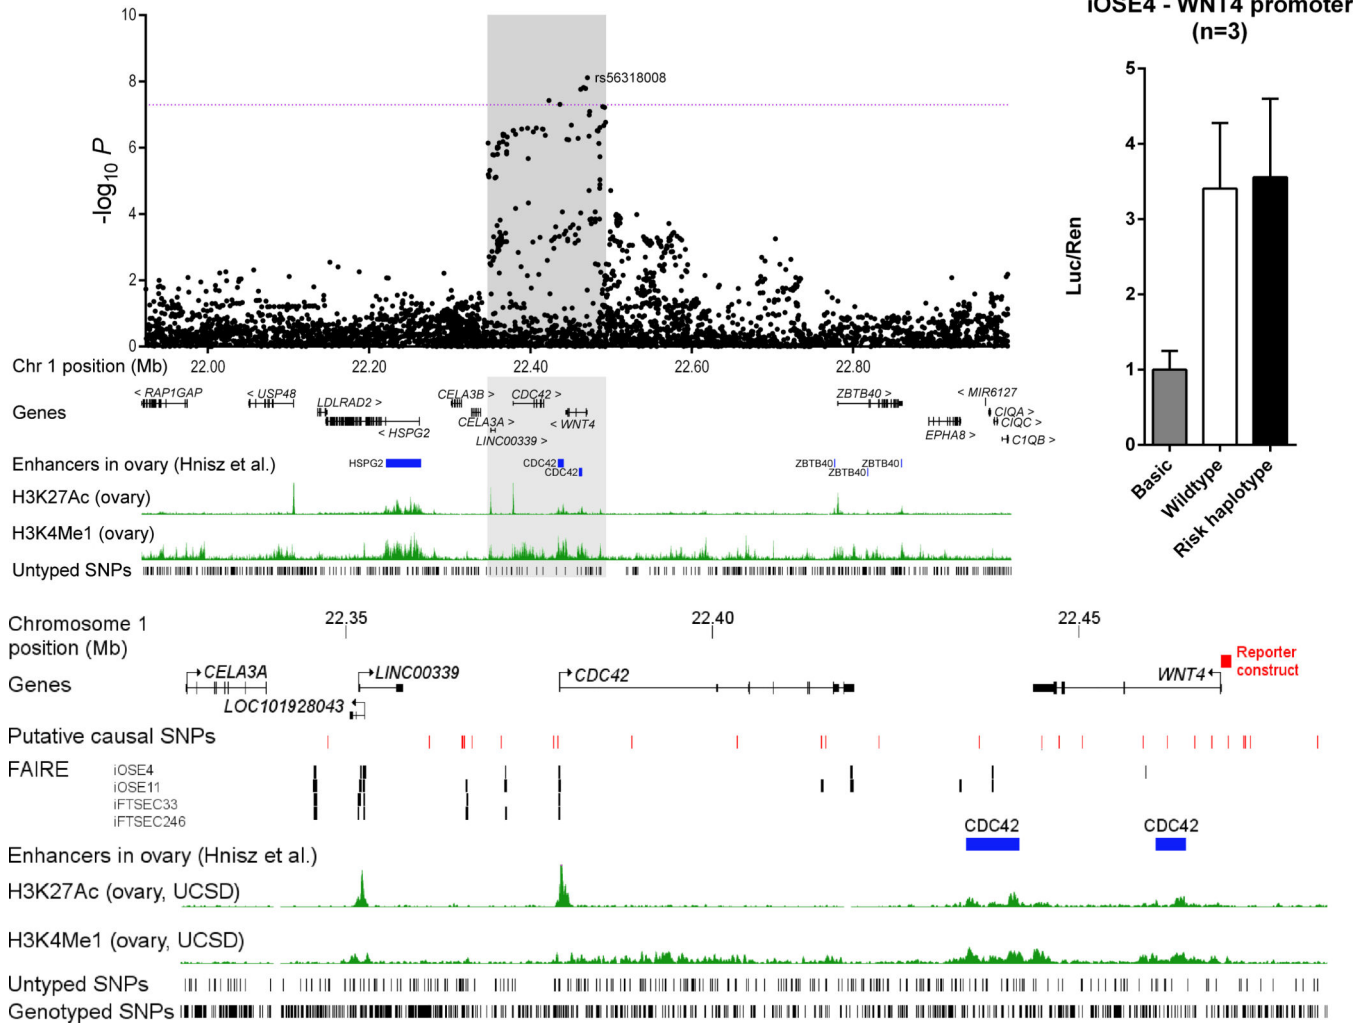 10
8
6
4
2
0
-log10 P
rs56318008
Chr 1 position (Mb)
22.00
22.20
22.40
22.60
22.80
Genes
< RAP1GAP
< USP48
LDLRAD2 >
< HSPG2
CELA3B >
CELA3A >
LINC00339 >
CDC42 >
< WNT4
ZBTB40 >
EPHA8 >
< MIR6127
CIQA >
CIQC >
C1QB >
Enhancers in ovary (Hnisz et al.)
HSPG2
CDC42
CDC42
ZBTB40
ZBTB40
ZBTB40
H3K27Ac (ovary)
H3K4Me1 (ovary)
Untyped SNPs
iOSE4 - WNT4 promoter
(n=3)
5
4
3
2
1
0
Luc/Ren
Basic
Wildtype
Risk haplotype
Chromosome 1
position (Mb)
22.35
22.40
22.45
Genes
CELA3A
LOC101928043
LINC00339
CDC42
WNT4
Reporter
construct
Putative causal SNPs
FAIRE
iOSE4
iOSE11
iFTSEC33
iFTSEC246
Enhancers in ovary (Hnisz et al.)
CDC42
CDC42
H3K27Ac (ovary, UCSD)
H3K4Me1 (ovary, UCSD)
Untyped SNPs
Genotyped SNPs